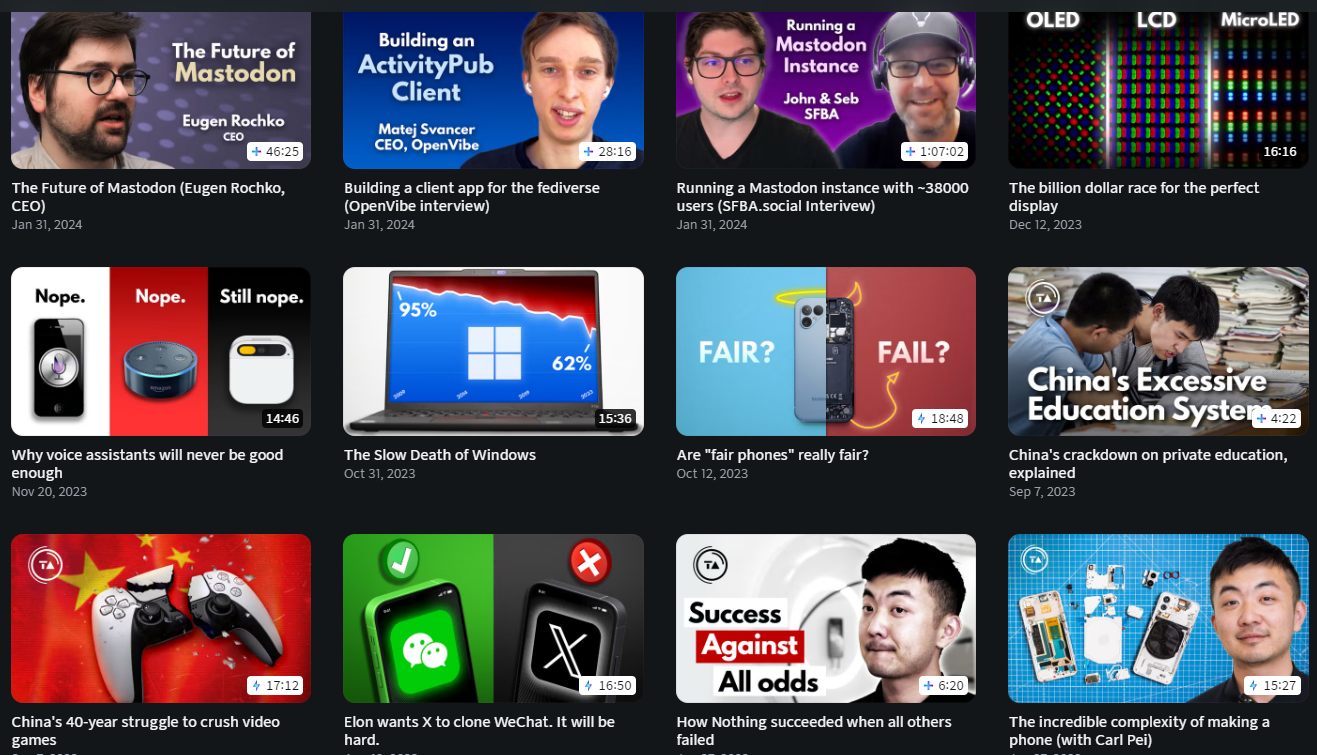 The Future of
Mastodon
Eugen Rochko
CEO
46:25
The Future of Mastodon (Eugen Rochko,
CEO)
Jan 31, 2024
Building an
ActivityPub
Client
Matej Svancer
CEO, OpenVibe
28:16
Building a client app for the fediverse
(OpenVibe interview)
Jan 31, 2024
Running a
Mastodon
Instance
John & Seb
SFBA
1:07:02
Running a Mastodon instance with ~38000
users (SFBA.social Interivew)
Jan 31, 2024
OLED LCD MicroLED
16:16
The billion dollar race for the perfect
display
Dec 12, 2023
Nope. Nope. Still nope.
14:46
Why voice assistants will never be good
enough
Nov 20, 2023
95%
62%
15:36
The Slow Death of Windows
Oct 31, 2023
FAIR? FAIL?
18:48
Are "fair phones" really fair?
Oct 12, 2023
TA
China's Excessive
Education System
4:22
China's crackdown on private education,
explained
Sep 7, 2023
TA
17:12
China's 40-year struggle to crush video
games
16:50
Elon wants X to clone WeChat. It will be
hard.
TA
Success
Against
All odds
6:20
How Nothing succeeded when all others
failed
TA
15:27
The incredible complexity of making a
phone (with Carl Pei)